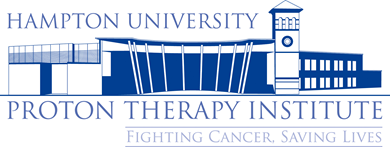 HAMPTON UNIVERSITY
PROTON THERAPY INSTITUTE
FIGHTING CANCER, SAVING LIVES